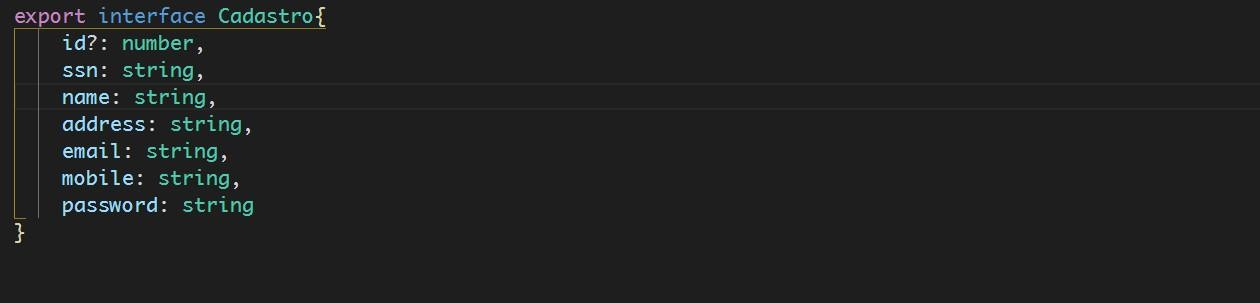 export interface Cadastro{
id?: number,
ssn: string,
name: string,
address: string,
email: string,
mobile: string,
password: string
}